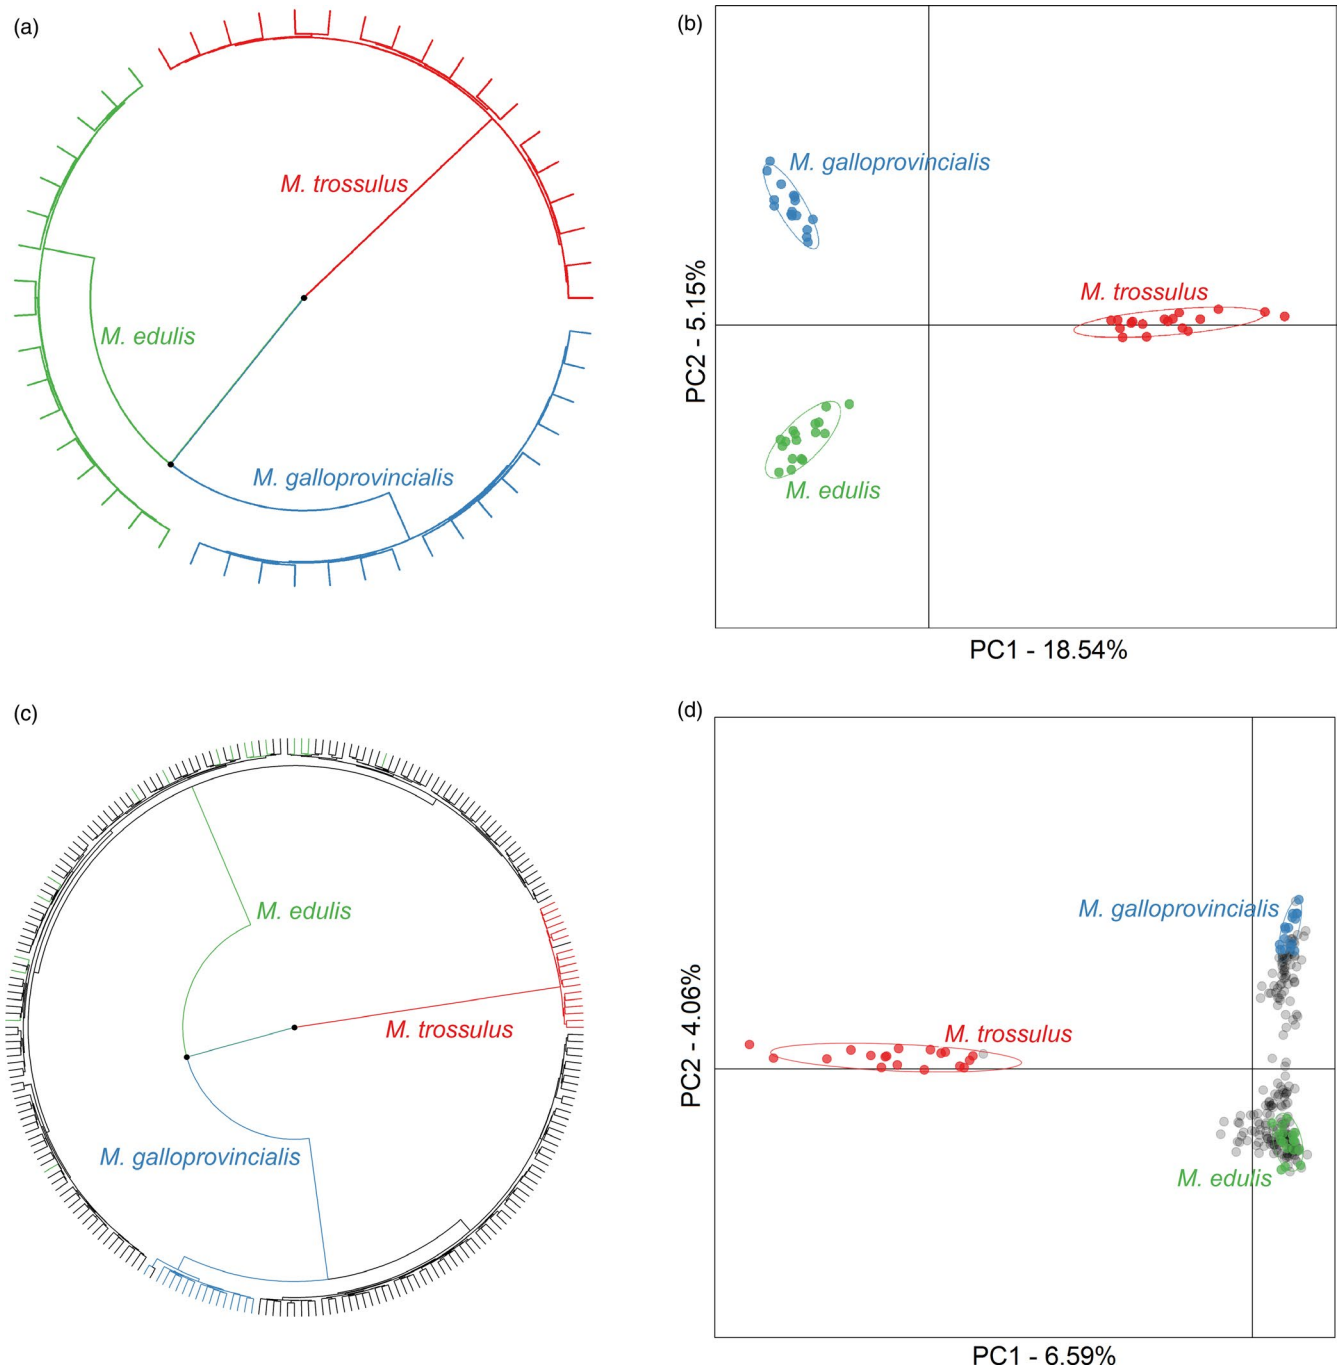 (a)
M. trossulus
M. edulis
M. galloprovincialis
(b)
M. galloprovincialis
M. trossulus
M. edulis
PC2 - 5.15%
PC1 - 18.54%
(c)
M. edulis
M. trossulus
M. galloprovincialis
(d)
M. galloprovincialis
M. trossulus
M. edulis
PC2 - 4.06%
PC1 - 6.59%